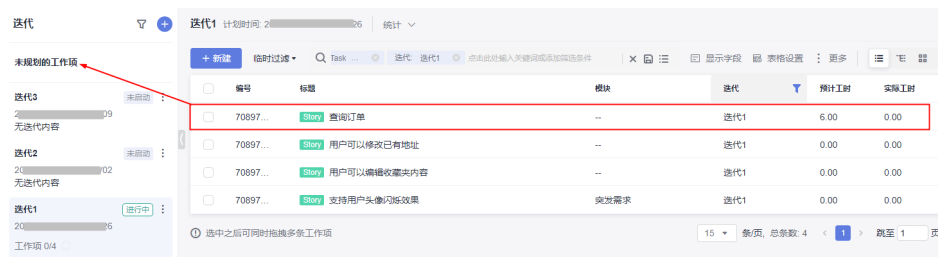 迭代
未规划的工作项
迭代3 未启动
2 09
无迭代内容
迭代2 未启动
20 /02
无迭代内容
迭代1 进行中
20 6
工作项 0/4
迭代1 计划时间: 2 26 统计
+ 新建 临时过滤 Task ... 迭代: 迭代1 点击此处输入关键词或添加筛选条件 显示字段 表格设置 更多
编号 标题 模块 迭代 预计工时 实际工时
70897... Story 查询订单 -- 迭代1 6.00 0.00
70897... Story 用户可以修改已有地址 -- 迭代1 0.00 0.00
70897... Story 用户可以编辑收藏夹内容 -- 迭代1 0.00 0.00
70897... Story 支持用户头像闪烁效果 突发需求 迭代1 0.00 0.00
选中之后可同时拖拽多条工作项 15 条/页, 总条数: 4 < 1 > 跳至 1 页